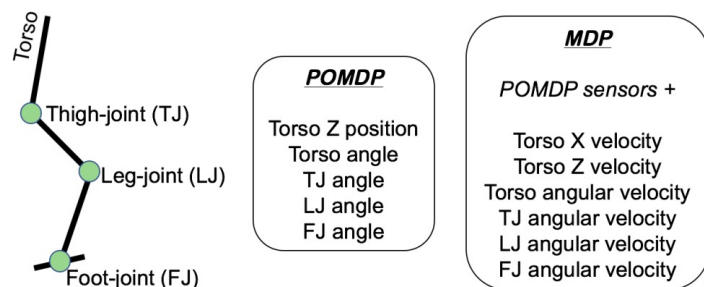 Torso
Thigh-joint (TJ)
Leg-joint (LJ)
Foot-joint (FJ)
POMDP
Torso Z position
Torso angle
TJ angle
LJ angle
FJ angle
MDP
POMDP sensors +
Torso X velocity
Torso Z velocity
Torso angular velocity
TJ angular velocity
LJ angular velocity
FJ angular velocity